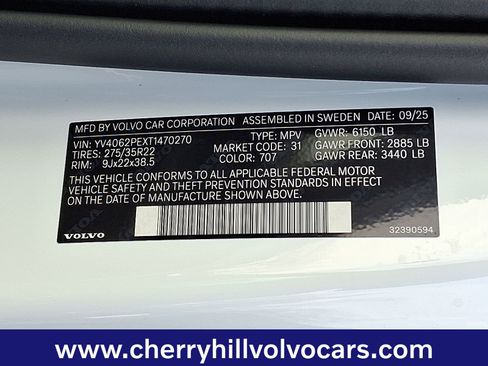 MFD BY VOLVO CAR CORPORATION ASSEMBLED IN SWEDEN DATE: 09/25
VIN: YV4062PEXT1470270 TYPE: MPV GVWR: 6150 LB
TIRES: 275/35R22 MARKET CODE: 31 GAWR FRONT: 2885 LB
RIM: 9Jx22x38.5 COLOR: 707 GAWR REAR: 3440 LB
THIS VEHICLE CONFORMS TO ALL APPLICABLE FEDERAL MOTOR
VEHICLE SAFETY AND THEFT PREVENTION STANDARDS IN EFFECT
ON THE DATE OF MANUFACTURE SHOWN ABOVE.
VOLVO 32390594
www.cherryhillvolvocars.com